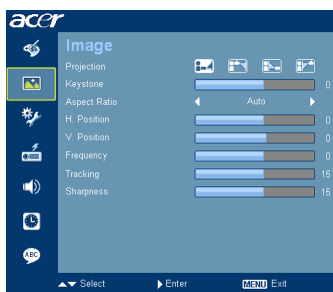 acer
Image
Projection
Keystone 0
Aspect Ratio Auto
H. Position 0
V. Position 0
Frequency 0
Tracking 15
Sharpness 15
ABC
Select Enter MENU Exit